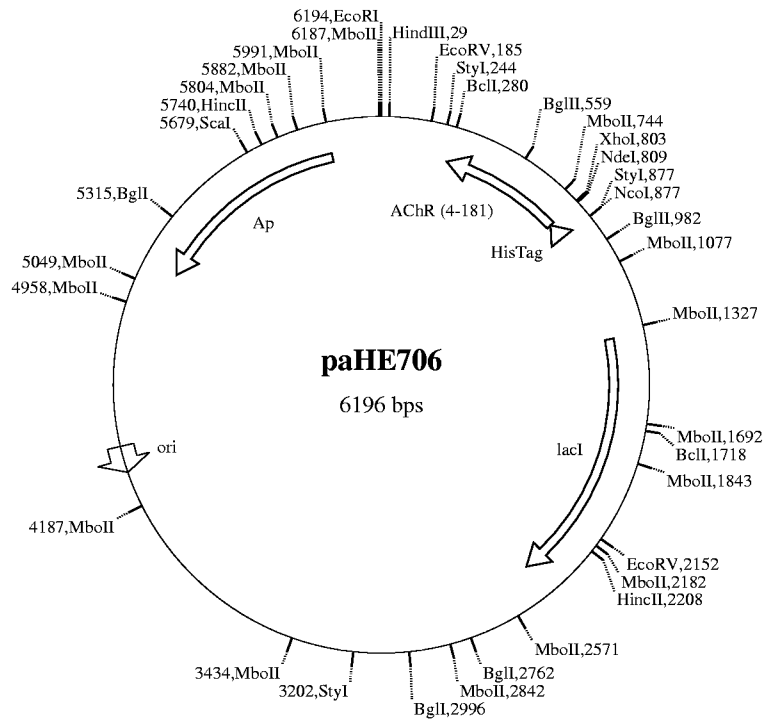 6194,EcoRI
6187,MboII
HindIII,29
5991,MboII
EcoRV,185
5882,MboII
StyI,244
5804,MboII
BclI,280
5740,HincII
BglII,559
5679,ScaI
MboII,744
XhoI,803
NdeI,809
StyI,877
5315,BglI
NcoI,877
AChR (4-181)
Ap
BglII,982
HisTag
MboII,1077
5049,MboII
4958,MboII
MboII,1327
paHE706
6196 bps
MboII,1692
ori
lacI
BclI,1718
MboII,1843
4187,MboII
EcoRV,2152
MboII,2182
HincII,2208
MboII,2571
3434,MboII
BglI,2762
3202,StyI
MboII,2842
BglI,2996